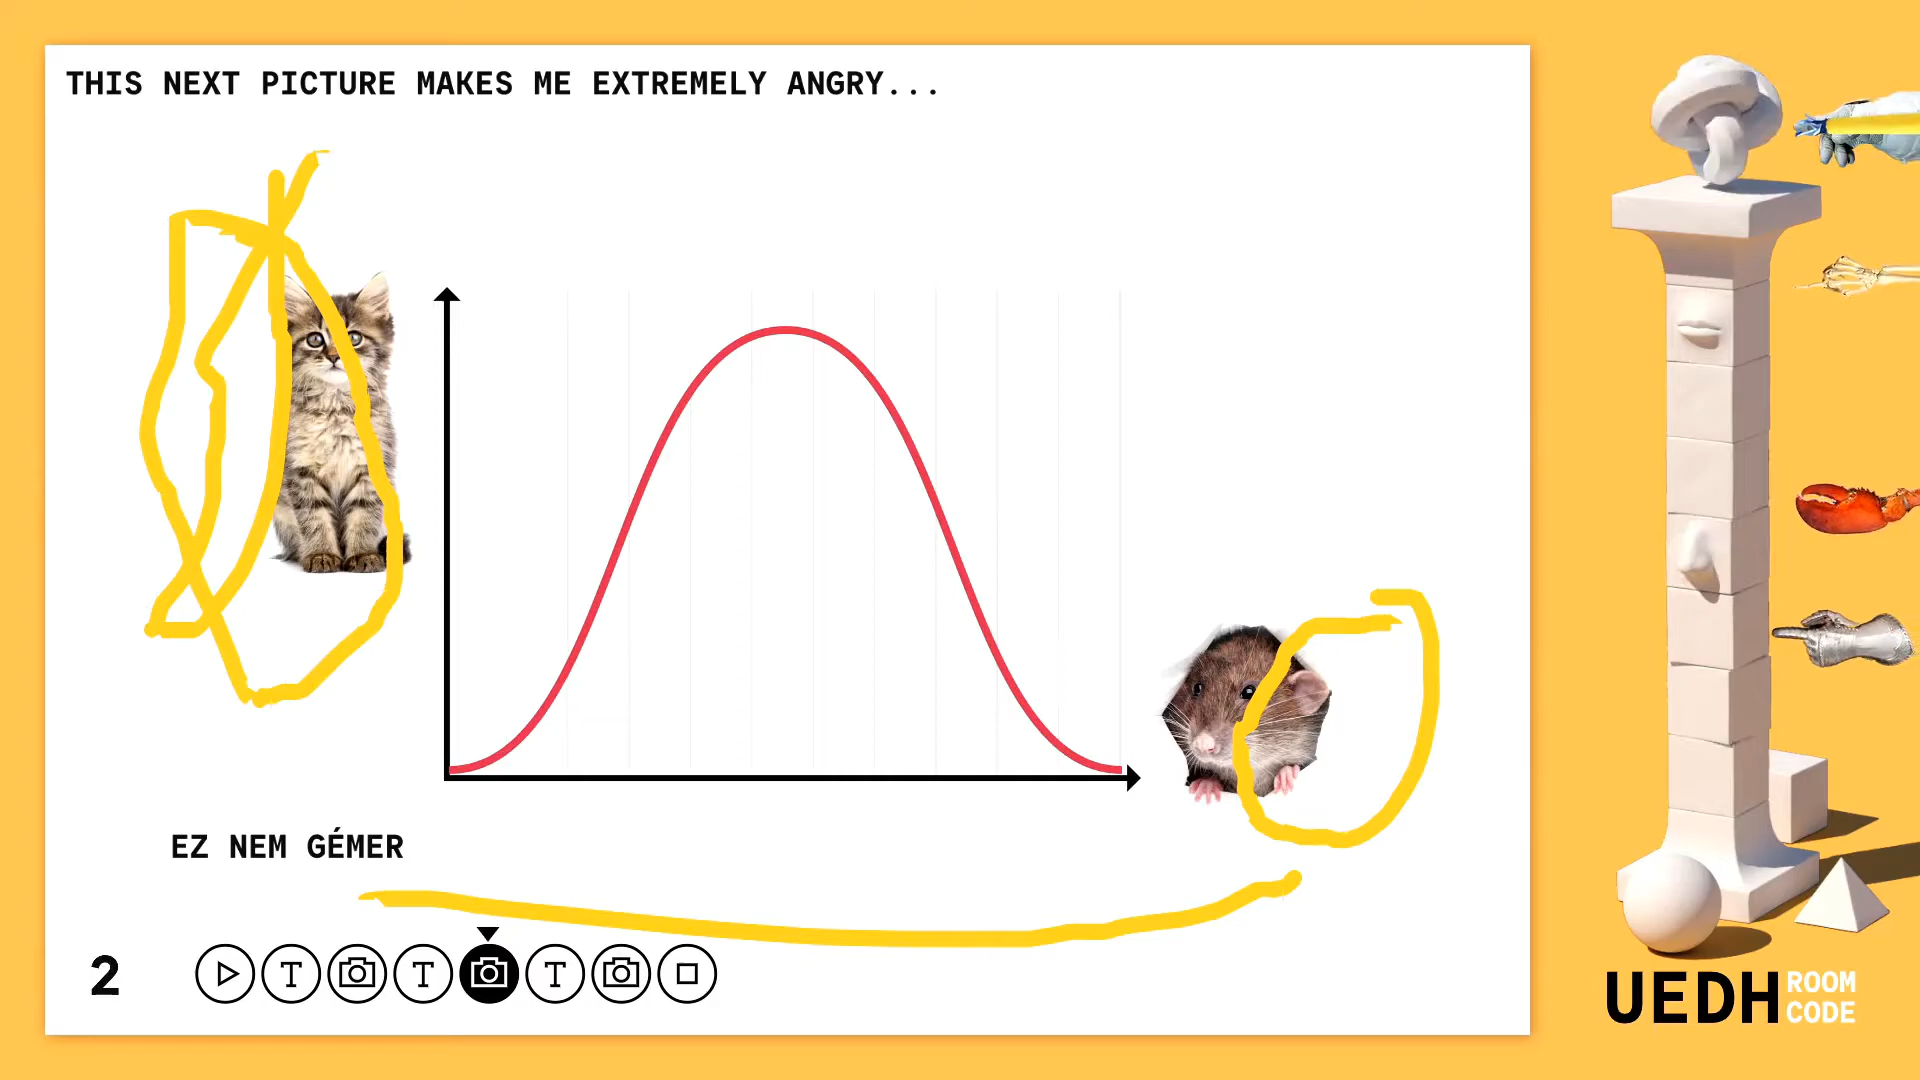 THIS NEXT PICTURE MAKES ME EXTREMELY ANGRY...
EZ NEM GÉMER
2
T
T
T
UEDH
ROOM
CODE